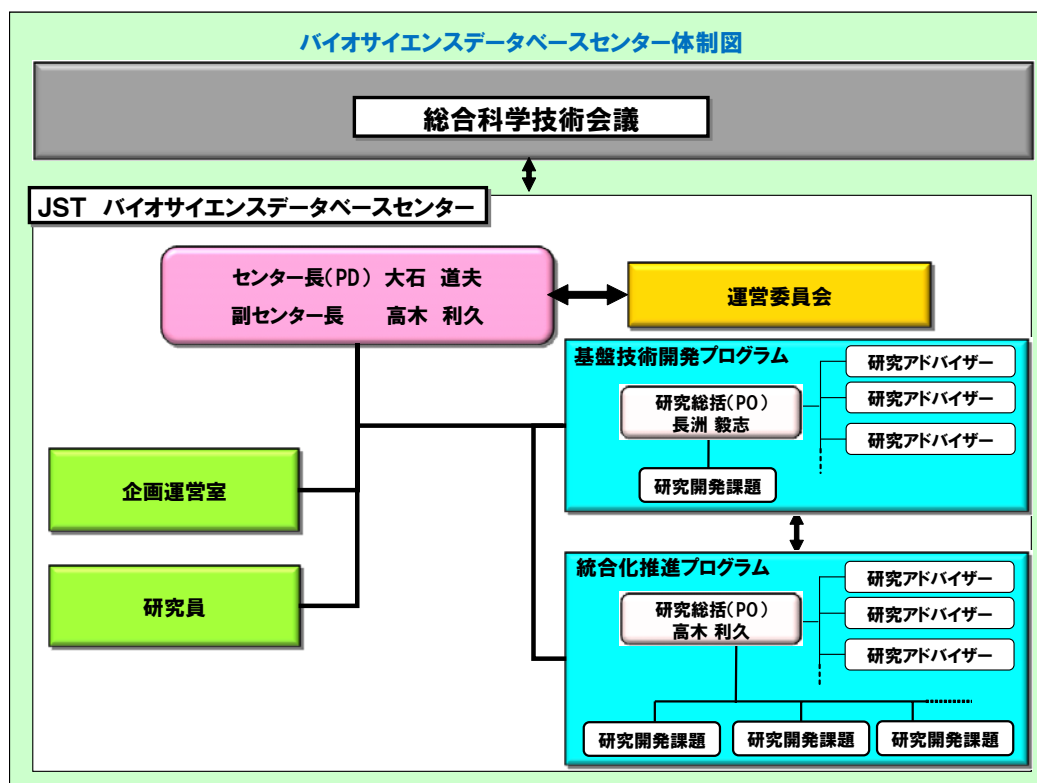 バイオサイエンスデータベースセンター体制図
総合科学技術会議
JST バイオサイエンスデータベースセンター
センター長(PD) 大石 道夫
副センター長 高木 利久
運営委員会
企画運営室
研究員
基盤技術開発プログラム
研究総括(PO)
長洲 毅志
研究開発課題
研究アドバイザー
研究アドバイザー
研究アドバイザー
統合化推進プログラム
研究総括(PO)
高木 利久
研究アドバイザー
研究アドバイザー
研究アドバイザー
研究開発課題
研究開発課題
研究開発課題